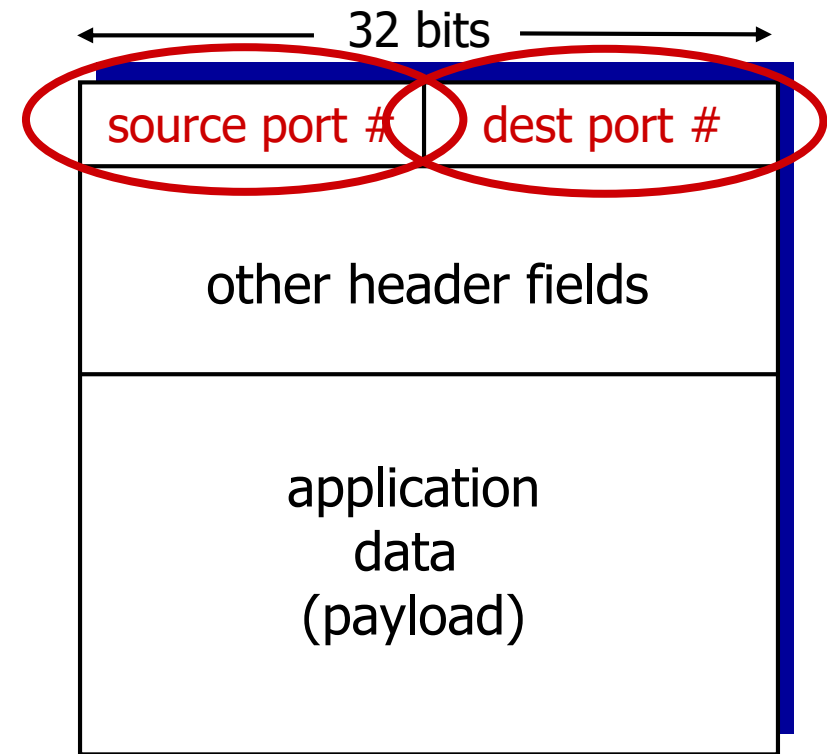 32 bits
source port #
dest port #
other header fields
application
data
(payload)